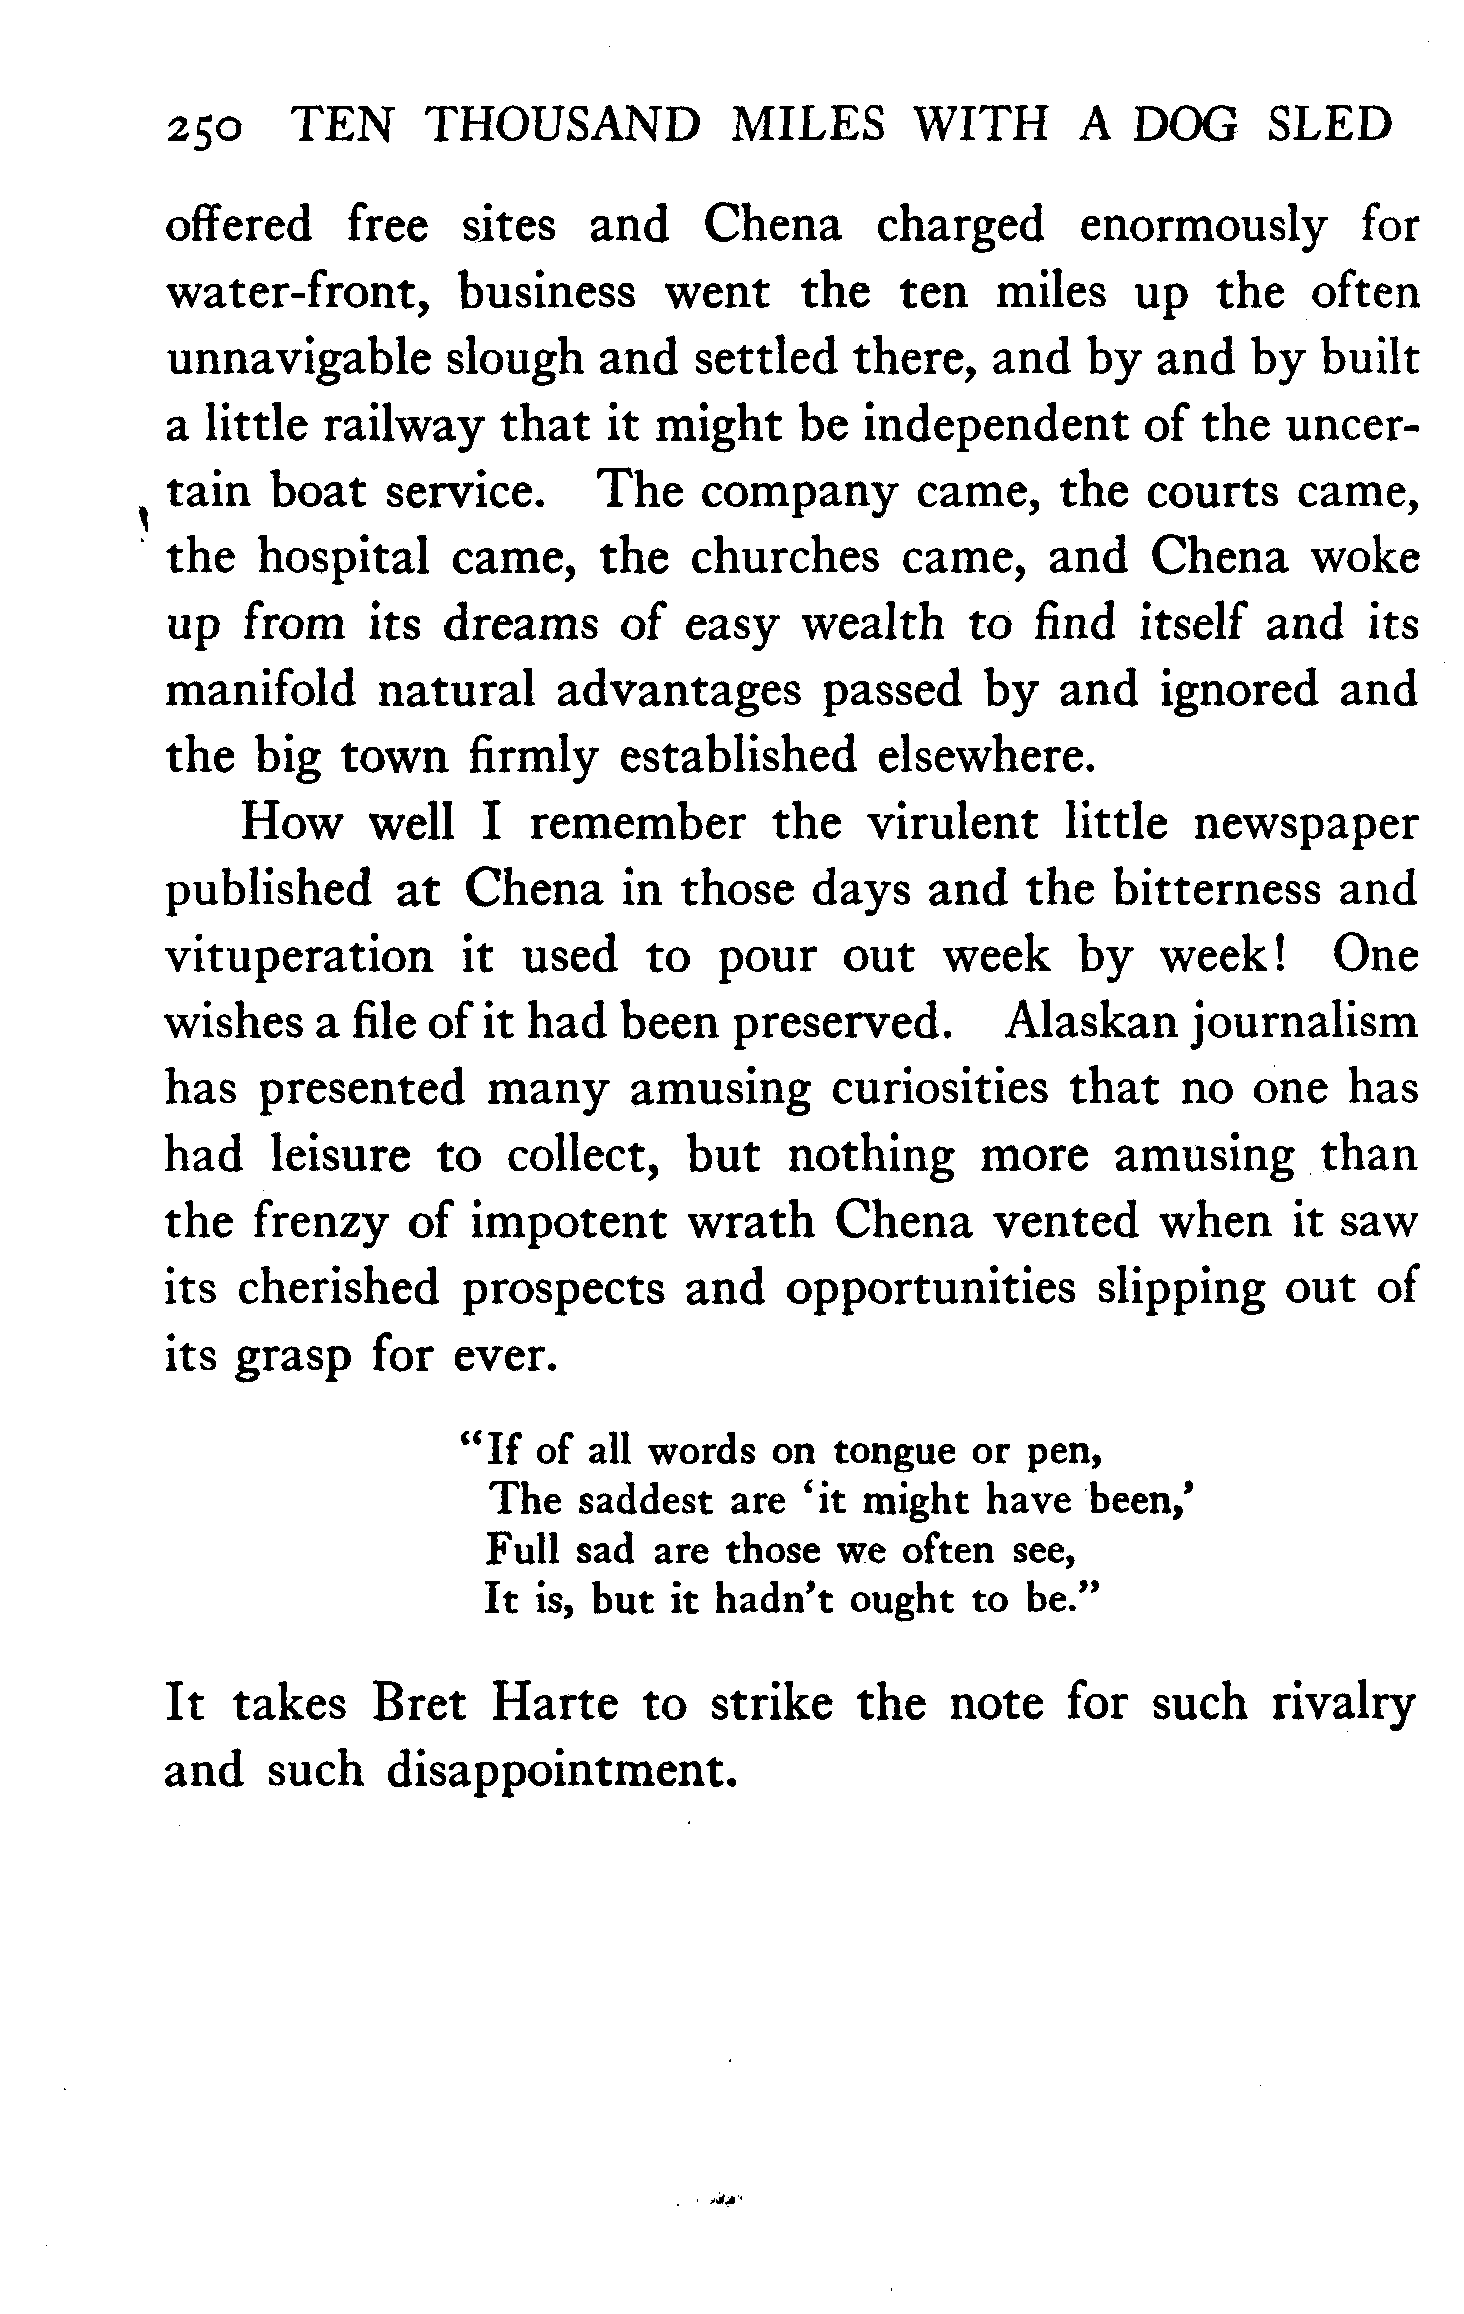 250 TEN THOUSAND MILES WITH A DOG SLED
offered free sites and Chena charged enormously for
water-front, business went the ten miles up the often
unnavigable slough and settled there, and by and by built
a little railway that it might be independent of the uncer-
tain boat service. The company came, the courts came,
the hospital came, the churches came, and Chena woke
up from its dreams of easy wealth to find itself and its
manifold natural advantages passed by and ignored and
the big town firmly established elsewhere.
How well I remember the virulent little newspaper
published at Chena in those days and the bitterness and
vituperation it used to pour out week by week! One
wishes a file of it had been preserved. Alaskan journalism
has presented many amusing curiosities that no one has
had leisure to collect, but nothing more amusing than
the frenzy of impotent wrath Chena vented when it saw
its cherished prospects and opportunities slipping out of
its grasp for ever.
"If of all words on tongue or pen,
The saddest are 'it might have been,'
Full sad are those we often see,
It is, but it hadn't ought to be."
It takes Bret Harte to strike the note for such rivalry
and such disappointment.